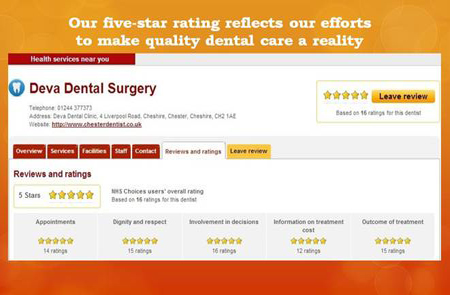 Our five-star rating reflects our efforts
to make quality dental care a reality
Health services near you
Deva Dental Surgery
Telephone: 01244 377373
Address: Deva Dental Clinic, 4 Liverpool Road, Cheshire, Chester, Cheshire, CH2 1AE
Website: http://www.chesterdentist.co.uk
Leave review
Based on 16 ratings for this dentist
Overview Services Facilities Staff Contact Reviews and ratings Leave review
Reviews and ratings
5 Stars
NHS Choices users' overall rating
Based on 16 ratings for this dentist
Appointments Dignity and respect Involvement in decisions Information on treatment cost Outcome of treatment
14 ratings 15 ratings 16 ratings 12 ratings 15 ratings